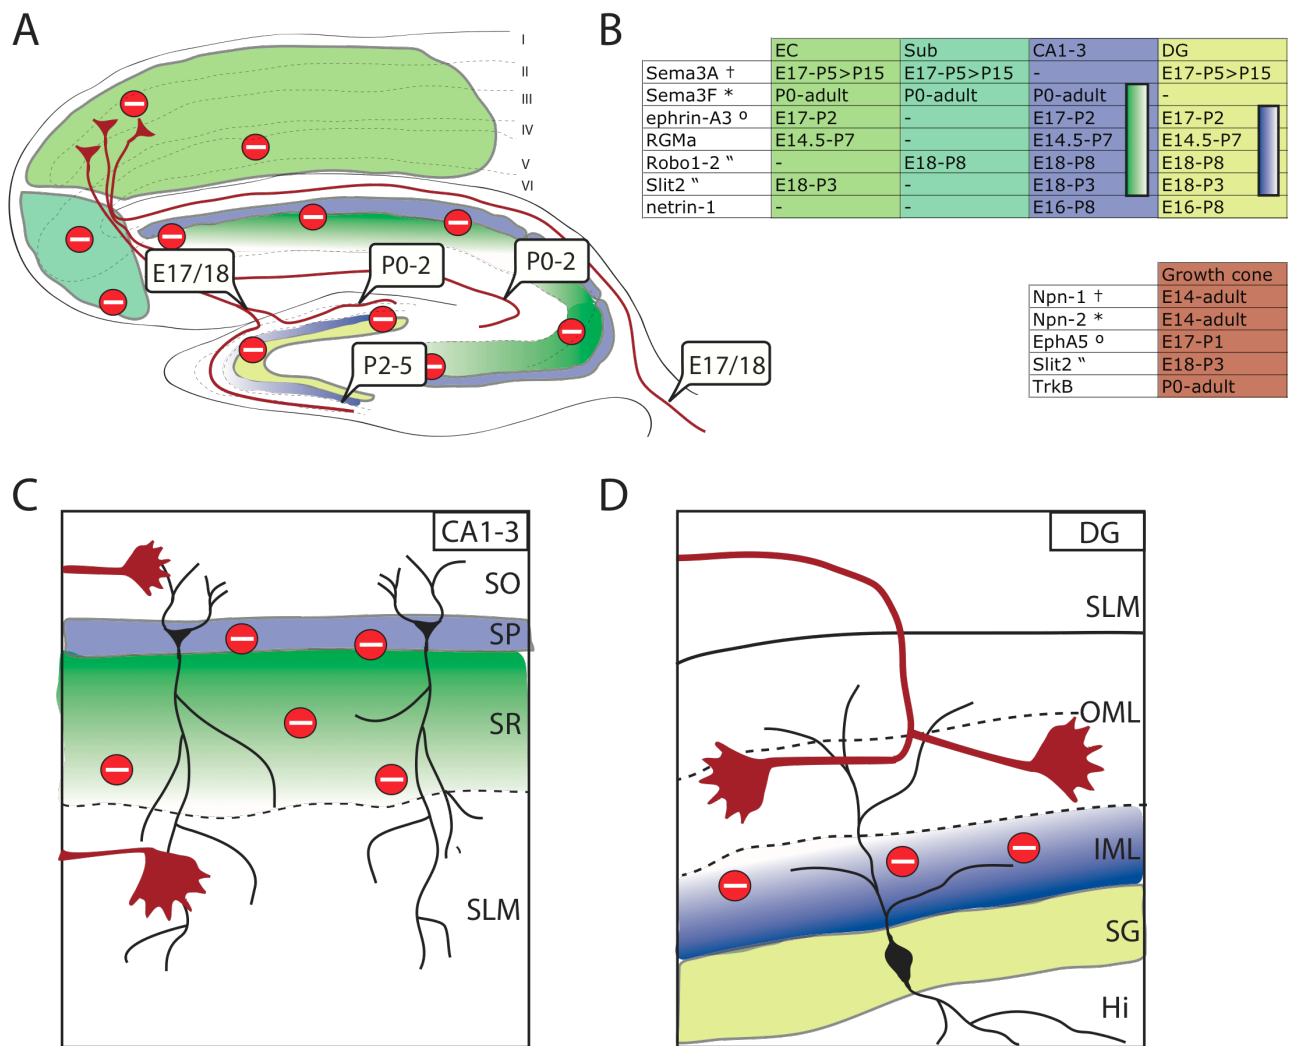 A
I
II
III
IV
V
VI
E17/18
P0-2
P0-2
P2-5
E17/18
B
EC Sub CA1-3 DG
Sema3A † E17-P5>P15 E17-P5>P15 - E17-P5>P15
Sema3F * P0-adult P0-adult P0-adult -
ephrin-A3 º E17-P2 - E17-P2 E17-P2
RGMa E14.5-P7 - E14.5-P7 E14.5-P7
Robo1-2 “ - E18-P8 E18-P8 E18-P8
Slit2 “ E18-P3 - E18-P3 E18-P3
netrin-1 - - E16-P8 E16-P8
Growth cone
Npn-1 † E14-adult
Npn-2 * E14-adult
EphA5 º E17-P1
Slit2 “ E18-P3
TrkB P0-adult
C
CA1-3
SO
SP
SR
SLM
D
DG
SLM
OML
IML
SG
Hi